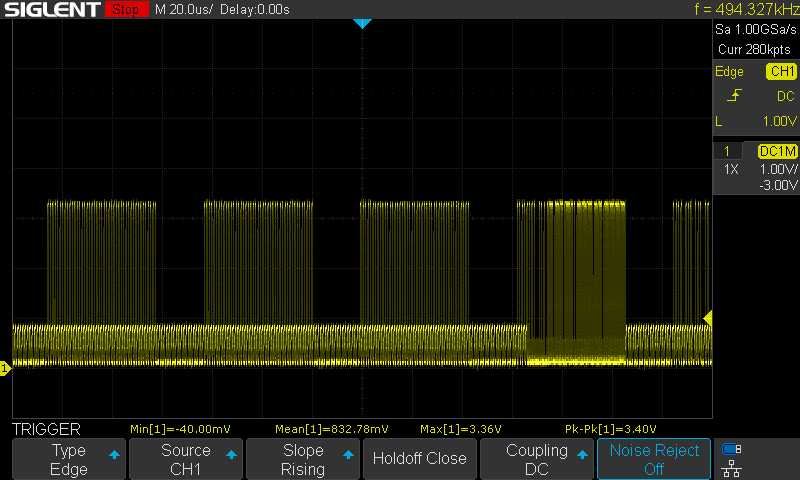 SIGLENT Stop M 20.0us/ Delay:0.00s f = 494.327kHz
Sa 1.00GSa/s
Curr 280kpts
Edge CH1
DC
L 1.00V
1 DC1M
1X 1.00V/
-3.00V
1
TRIGGER Min[1]=-40.00mV Mean[1]=832.78mV Max[1]=3.36V Pk-Pk[1]=3.40V
Type Source Slope Holdoff Close Coupling Noise Reject
Edge CH1 Rising DC Off